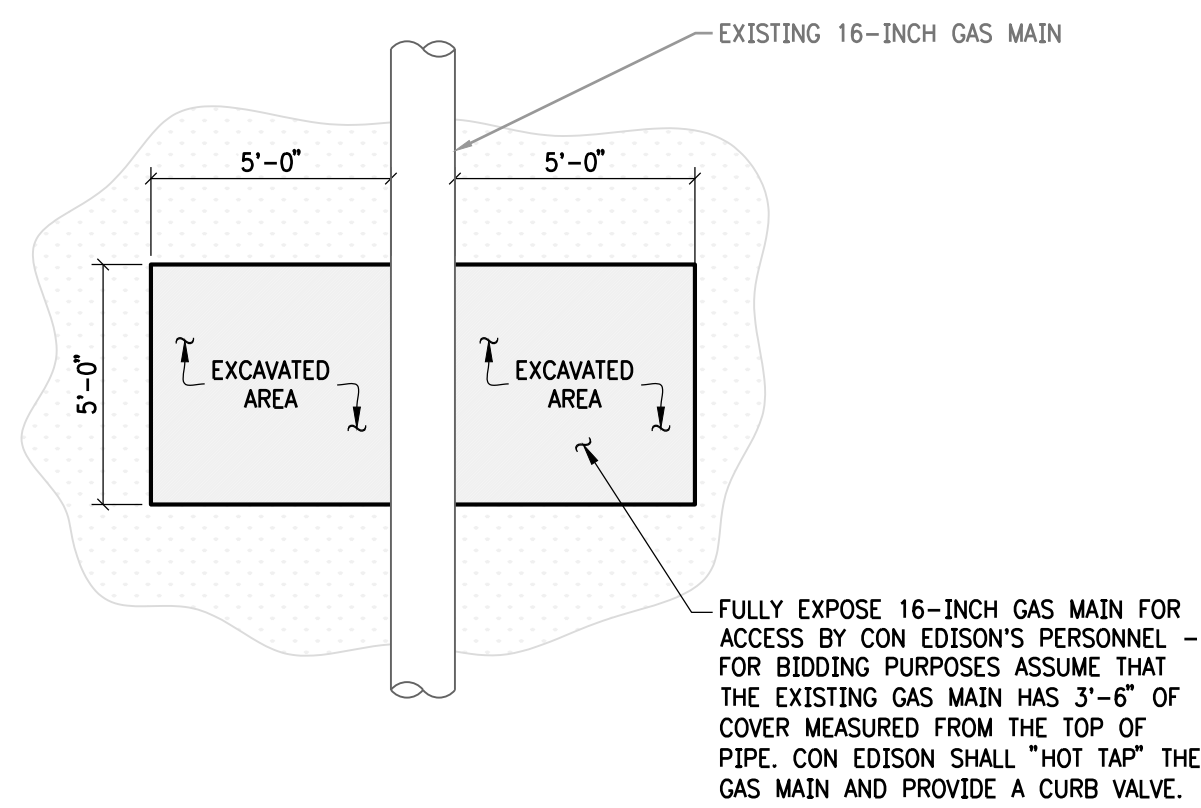 EXISTING 16-INCH GAS MAIN
5'-0"
5'-0"
5'-0"
EXCAVATED
AREA
EXCAVATED
AREA
FULLY EXPOSE 16-INCH GAS MAIN FOR
ACCESS BY CON EDISON'S PERSONNEL -
FOR BIDDING PURPOSES ASSUME THAT
THE EXISTING GAS MAIN HAS 3'-6" OF
COVER MEASURED FROM THE TOP OF
PIPE. CON EDISON SHALL "HOT TAP" THE
GAS MAIN AND PROVIDE A CURB VALVE.